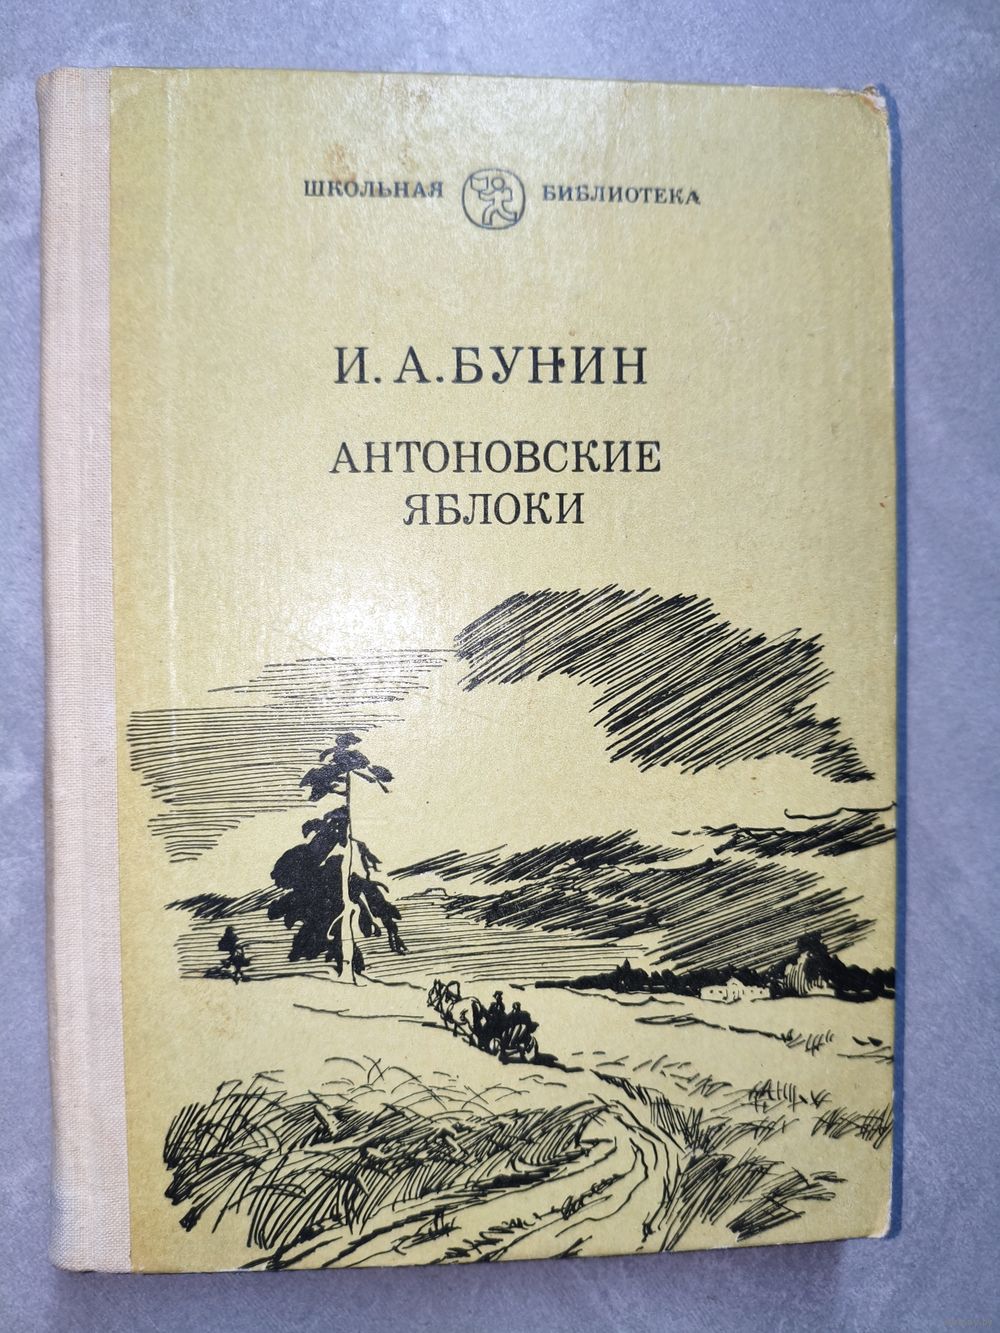 ШКОЛЬНАЯ БИБЛИОТЕКА
И. А. БУНИН
АНТОНОВСКИЕ
ЯБЛОКИ